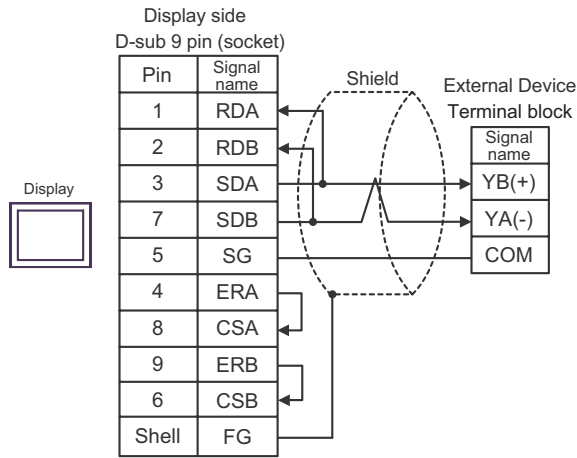 Display side
D-sub 9 pin (socket)
Pin Signal name
1 RDA
2 RDB
3 SDA
7 SDB
5 SG
4 ERA
8 CSA
9 ERB
6 CSB
Shell FG
Display
Shield
External Device
Terminal block
Signal name
YB(+)
YA(-)
COM